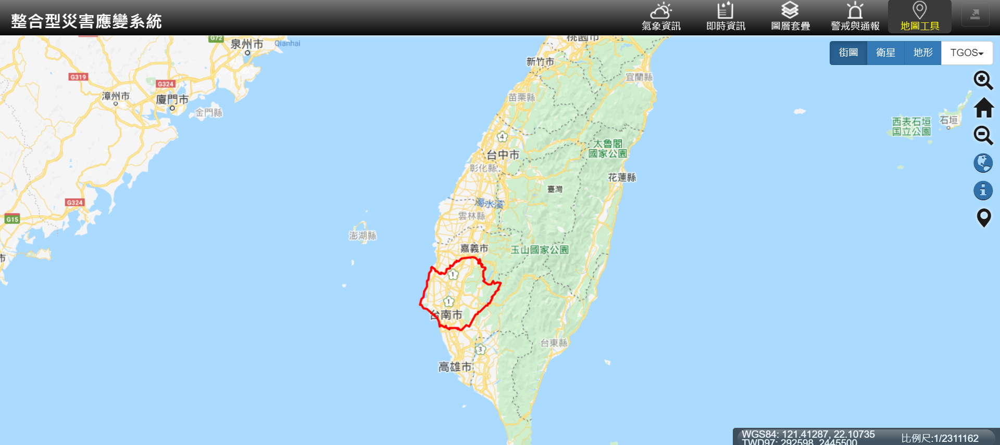 整合型災害應變系統
氣象資訊
即時資訊
圖層套疊
警戒與通報
地圖工具
街圖
衛星
地形
TGOS
G72
泉州市
Qianhai
桃園市
新竹市
G319
G324
宜蘭縣
漳州市
廈門市
金門縣
苗栗縣
西表石垣
国立公園
石垣
4
太魯閣
國家公園
台中市
彰化縣
花蓮縣
臺灣
G324
濁水溪
雲林縣
G15
澎湖縣
嘉義市
玉山國家公園
市
1
1
台南市
台東縣
3
高雄市
WGS84: 121.41287, 22.10735
TWD97: 292598, 2445500
比例尺:1/2311162